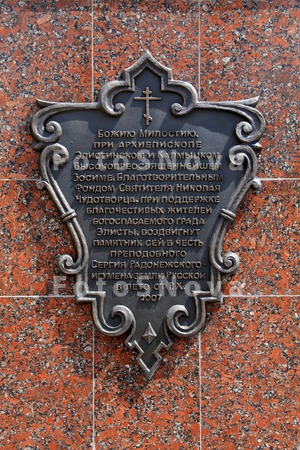 Божию Милостию,
при Архиепископе
Элистинском и Калмыцком
Высокопреосвященнейшем
Зосиме, Благотворительным
Фондом Святителя Николая
Чудотворца, при поддержке
благочестивых жителей
богоспасаемого града
Элисты, воздвигнут
памятник сей в честь
преподобного
Сергия Радонежского
игумена Земли Русской
в лето от Р.Х.
2007